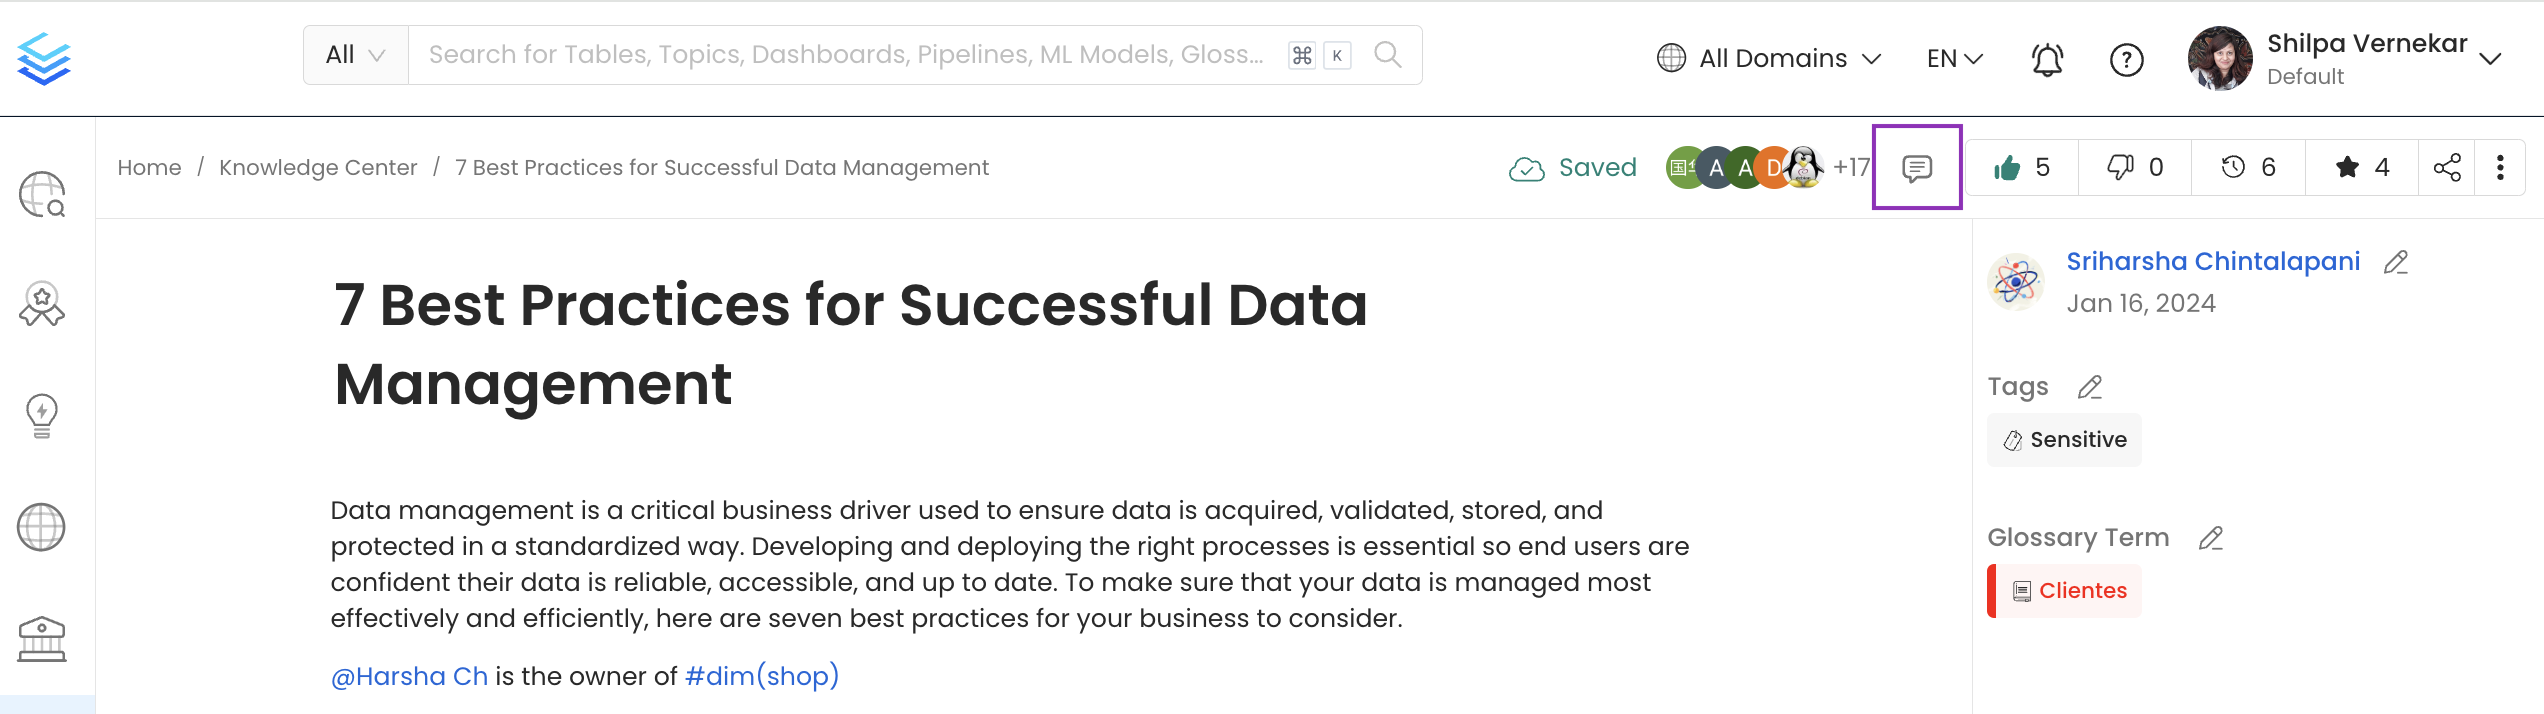 All
Search for Tables, Topics, Dashboards, Pipelines, ML Models, Gloss...
⌘ K
All Domains
EN
Shilpa Vernekar
Default
Home / Knowledge Center / 7 Best Practices for Successful Data Management
Saved
A A D +17
5
0
6
4
7 Best Practices for Successful Data
Management
Data management is a critical business driver used to ensure data is acquired, validated, stored, and
protected in a standardized way. Developing and deploying the right processes is essential so end users are
confident their data is reliable, accessible, and up to date. To make sure that your data is managed most
effectively and efficiently, here are seven best practices for your business to consider.
@Harsha Ch is the owner of #dim(shop)
Sriharsha Chintalapani
Jan 16, 2024
Tags
Sensitive
Glossary Term
Clientes